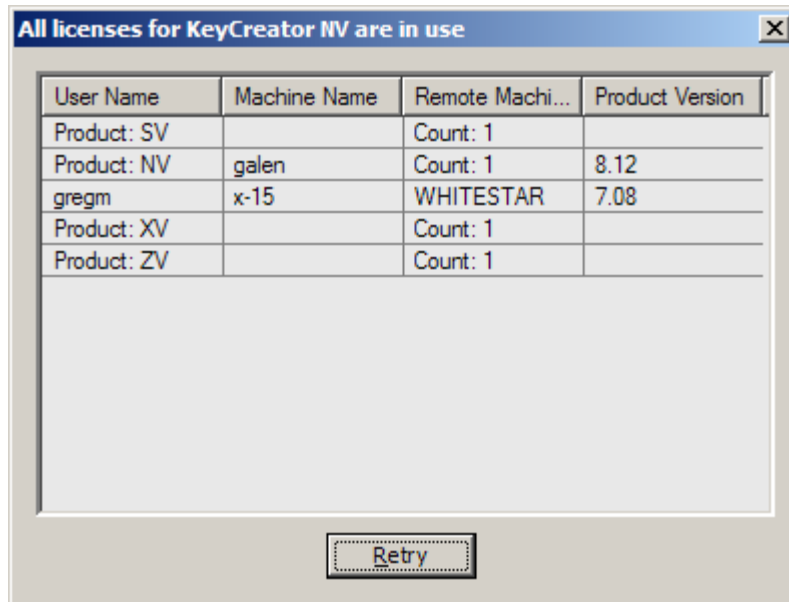 All licenses for KeyCreator NV are in use
User Name Machine Name Remote Machi... Product Version
Product: SV Count: 1
Product: NV galen Count: 1 8.12
gregm x-15 WHITESTAR 7.08
Product: XV Count: 1
Product: ZV Count: 1
Retry